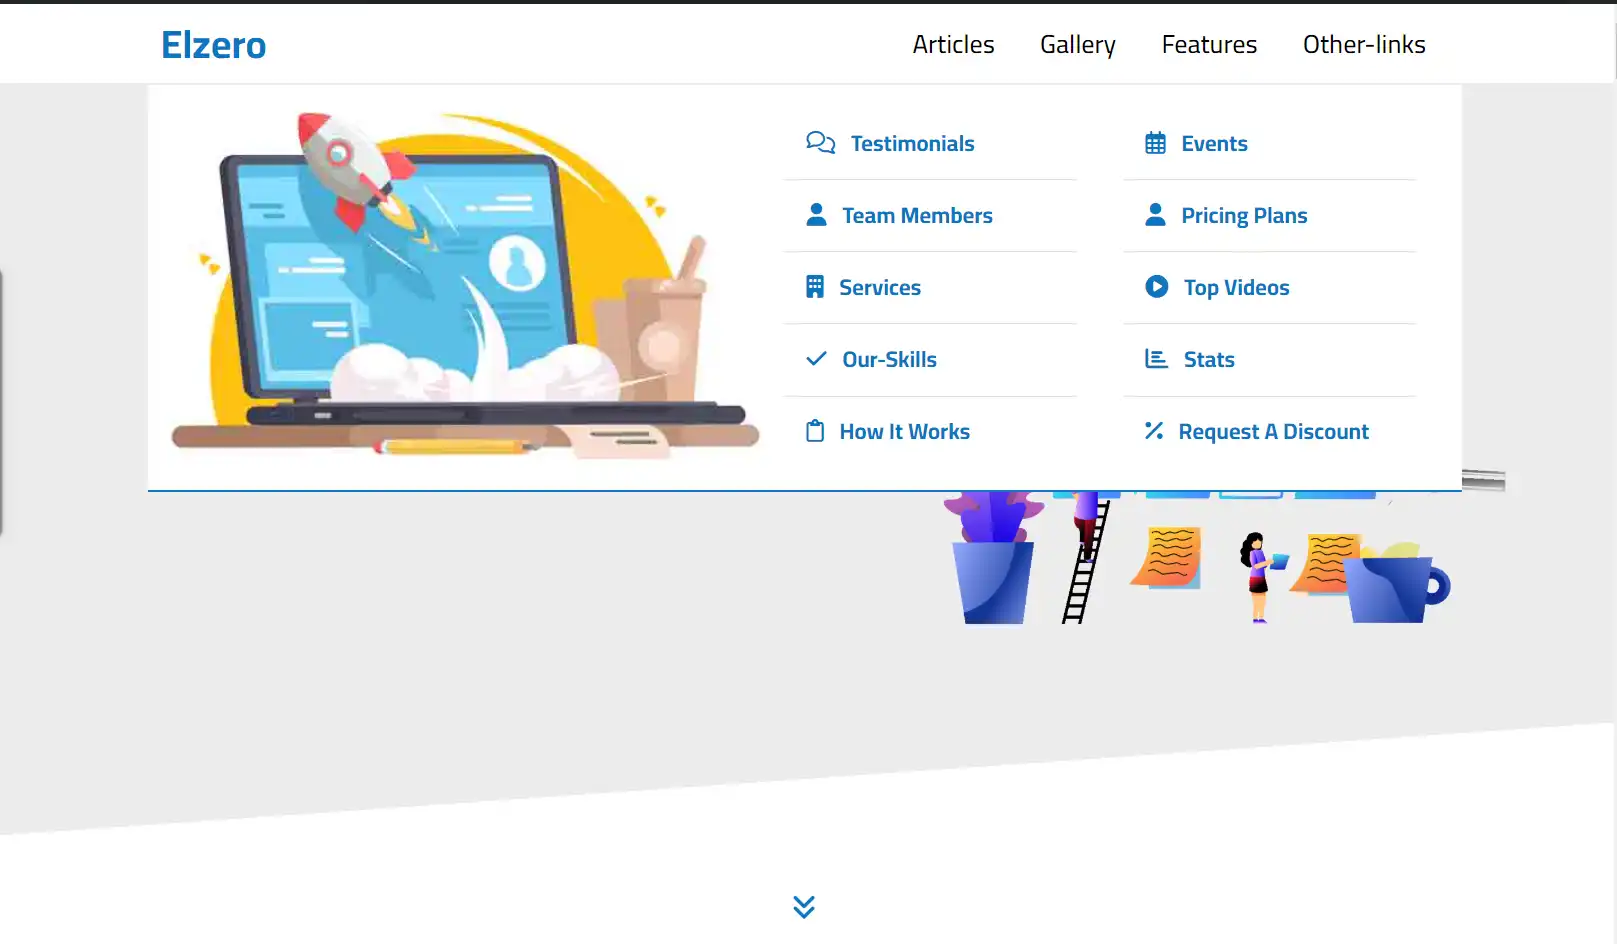 Elzero
Articles Gallery Features Other-links
Testimonials
Team Members
Services
Our-Skills
How It Works
Events
Pricing Plans
Top Videos
Stats
Request A Discount